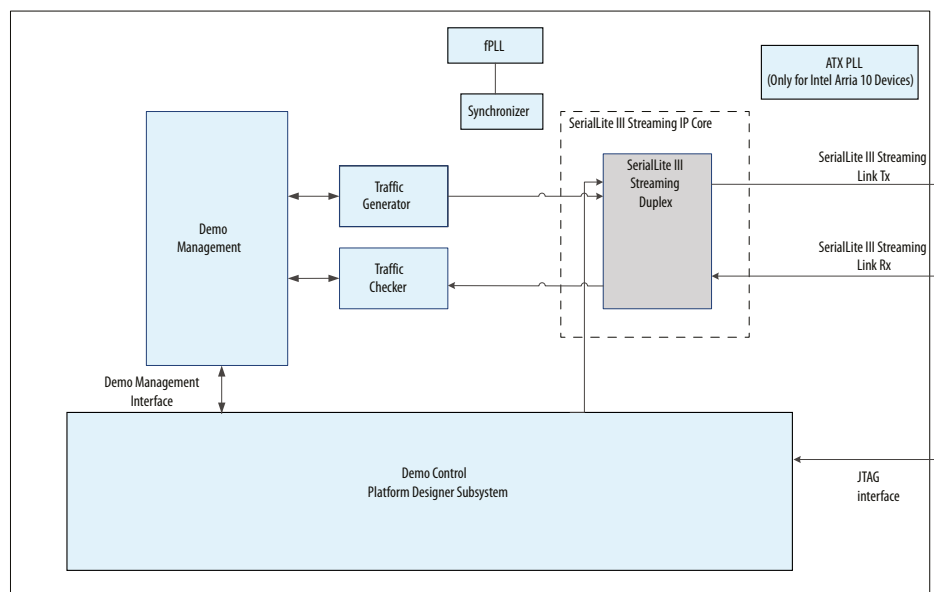 fPLL
ATX PLL
(Only for Intel Arria 10 Devices)
Synchronizer
SerialLite III Streaming IP Core
SerialLite III
Streaming
Duplex
SerialLite III Streaming
Link Tx
Traffic
Generator
Demo
Management
SerialLite III Streaming
Link Rx
Traffic
Checker
Demo Management
Interface
Demo Control
Platform Designer Subsystem
JTAG
interface